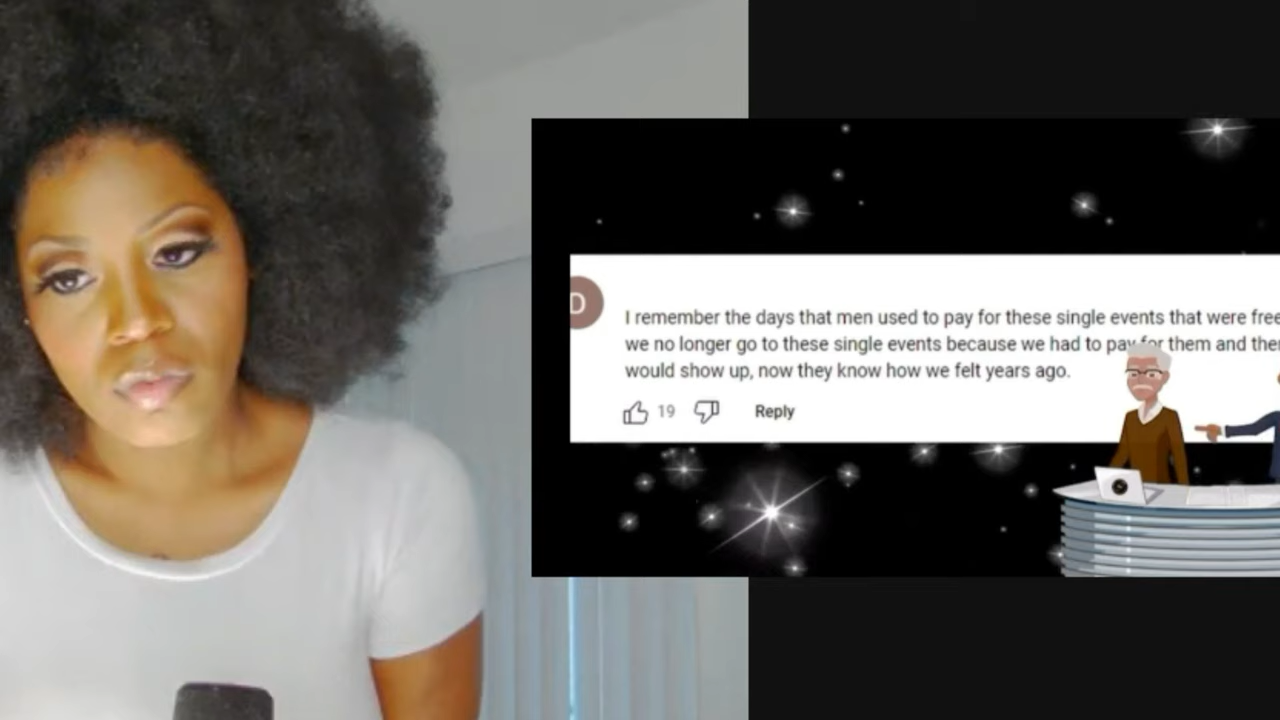 D
I remember the days that men used to pay for these single events that were free
we no longer go to these single events because we had to pay for them and then
would show up, now they know how we felt years ago.
19 Reply